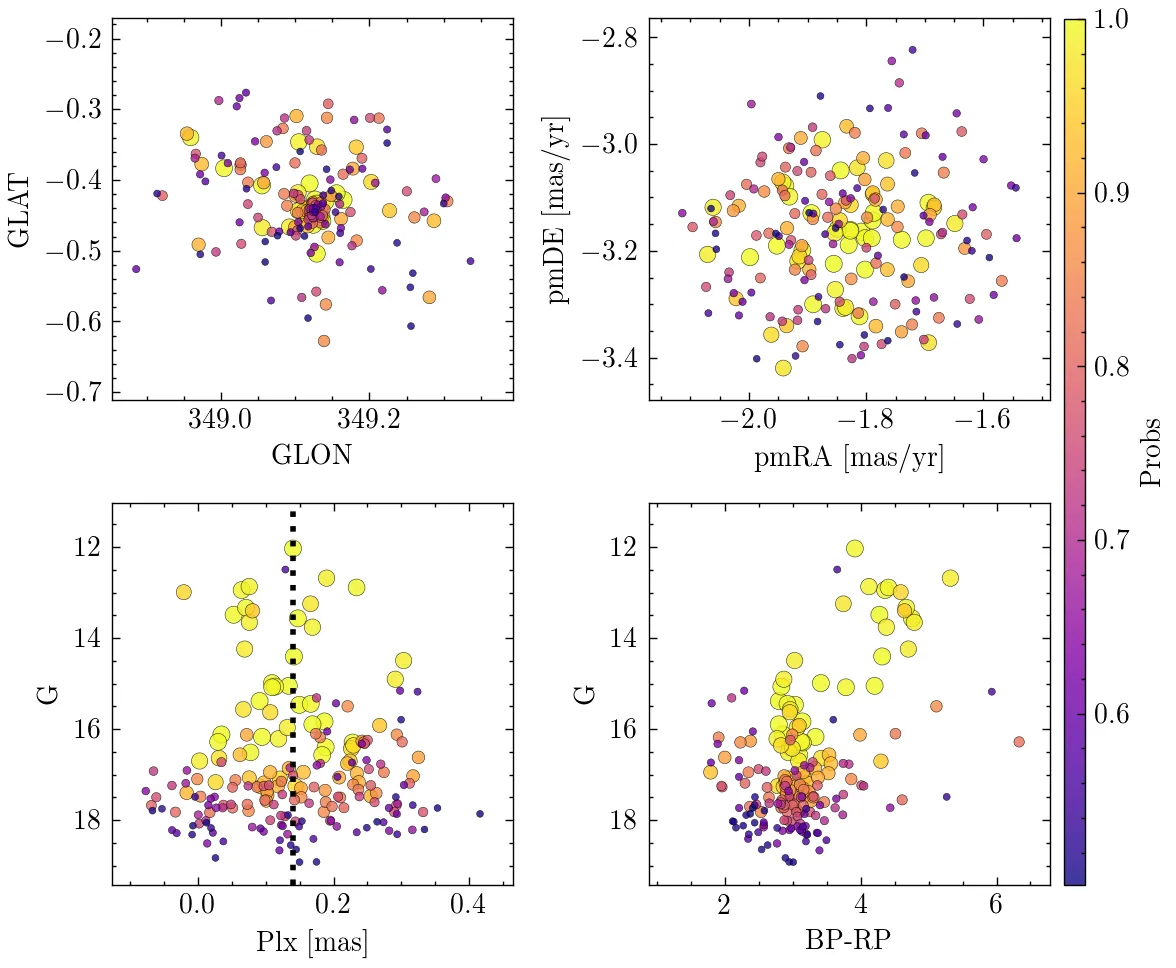 −0.2
−0.3
−0.4
−0.5
−0.6
−0.7
GLAT
349.0 349.2
GLON
−2.8
−3.0
−3.2
−3.4
pmDE [mas/yr]
−2.0 −1.8 −1.6
pmRA [mas/yr]
12
14
16
18
G
0.0 0.2 0.4
Plx [mas]
12
14
16
18
G
2 4 6
BP-RP
1.0
0.9
0.8
0.7
0.6
Probs